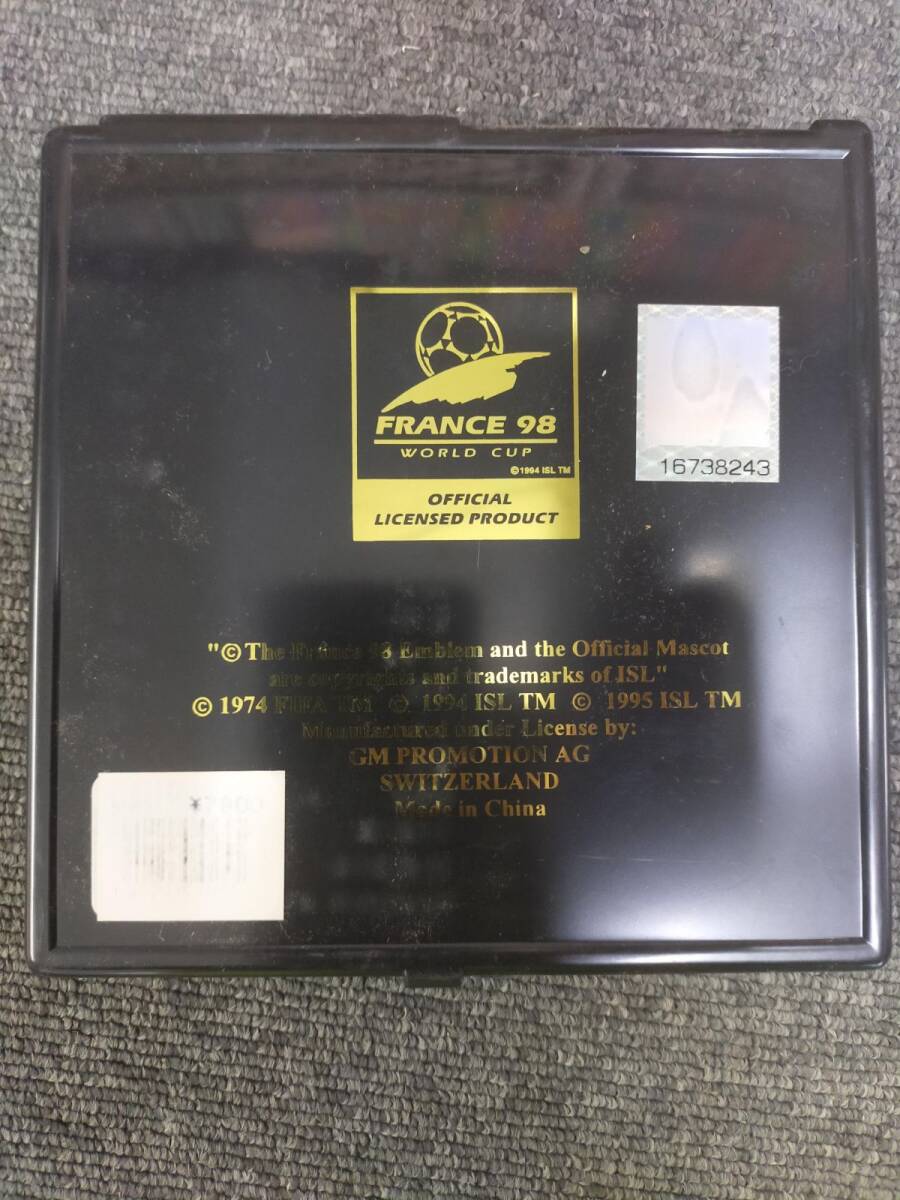 FRANCE 98
WORLD CUP
©1994 ISL TM
OFFICIAL
LICENSED PRODUCT
16738243
"© The France 98 Emblem and the Official Mascot
are copyrights and trademarks of ISL"
© 1974 FIFA TM © 1994 ISL TM © 1995 ISL TM
Manufactured under License by:
GM PROMOTION AG
SWITZERLAND
Made in China